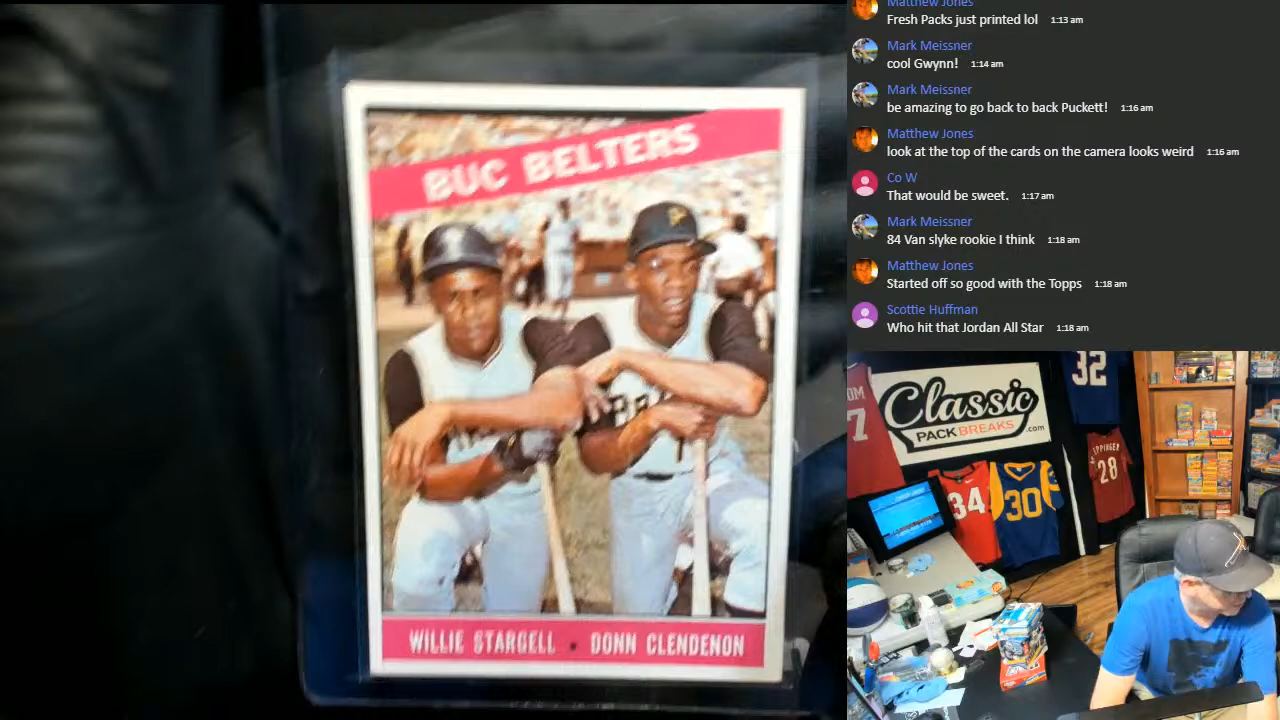 BUC BELTERS
WILLIE STARGELL • DONN CLENDENON
Matthew Jones
Fresh Packs just printed lol 1:13 am
Mark Meissner
cool Gwynn! 1:14 am
Mark Meissner
be amazing to go back to back Puckett! 1:16 am
Matthew Jones
look at the top of the cards on the camera looks weird 1:16 am
Co W
That would be sweet. 1:17 am
Mark Meissner
84 Van slyke rookie I think 1:18 am
Matthew Jones
Started off so good with the Topps 1:18 am
Scottie Huffman
Who hit that Jordan All Star 1:18 am
Classic
PACK BREAKS.com
32
7
34
30
28